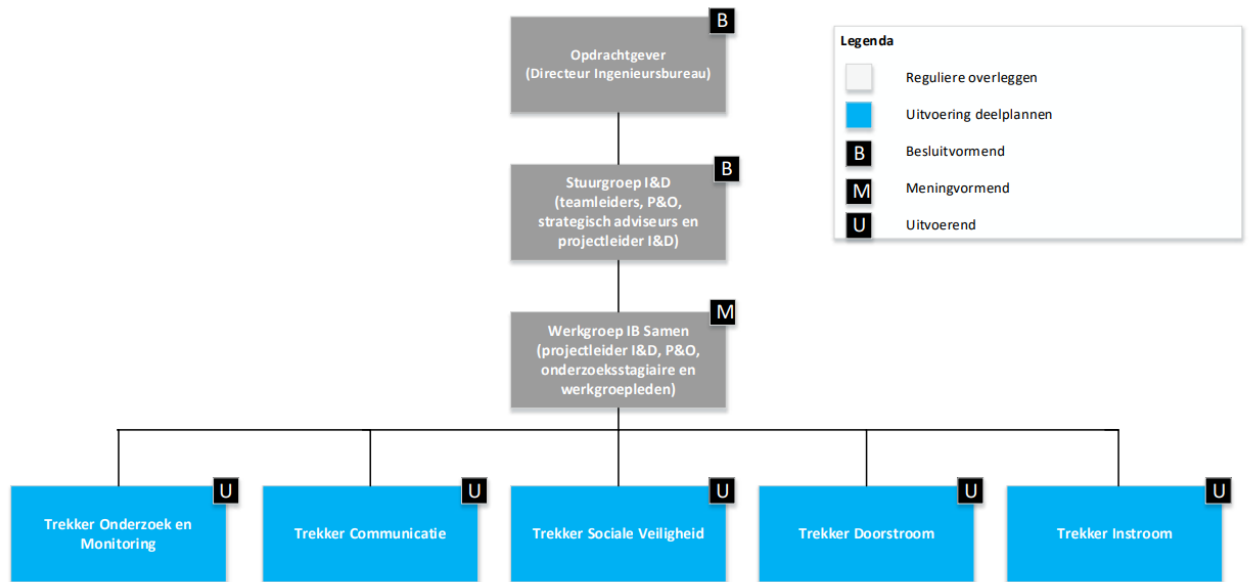 B
Opdrachtgever
(Directeur Ingenieursbureau)
Legenda
Reguliere overleggen
Uitvoering deelplannen
B Besluitvormend
M Meningvormend
U Uitvoerend
B
Stuurgroep I&D
(teamleiders, P&O,
strategisch adviseurs en
projectleider I&D)
M
Werkgroep IB Samen
(projectleider I&D, P&O,
onderzoeksstagiaire en
werkgroepleden)
U
Trekker Onderzoek en
Monitoring
U
Trekker Communicatie
U
Trekker Sociale Veiligheid
U
Trekker Doorstroom
U
Trekker Instroom